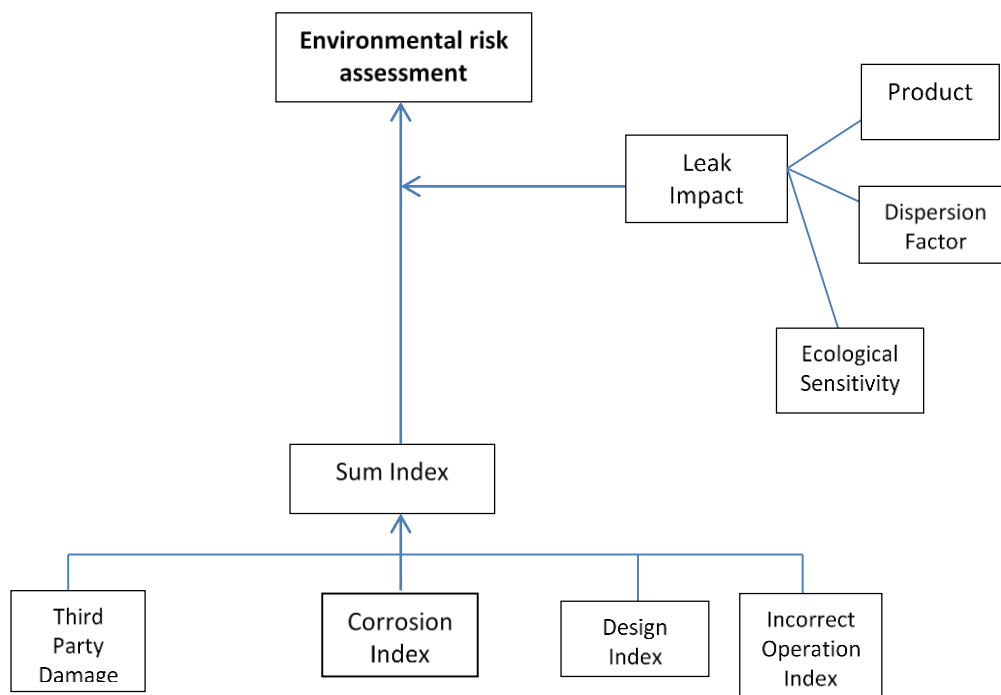 Environmental risk
assessment
Product
Leak
Impact
Dispersion
Factor
Ecological
Sensitivity
Sum Index
Third
Party
Damage
Corrosion
Index
Design
Index
Incorrect
Operation
Index